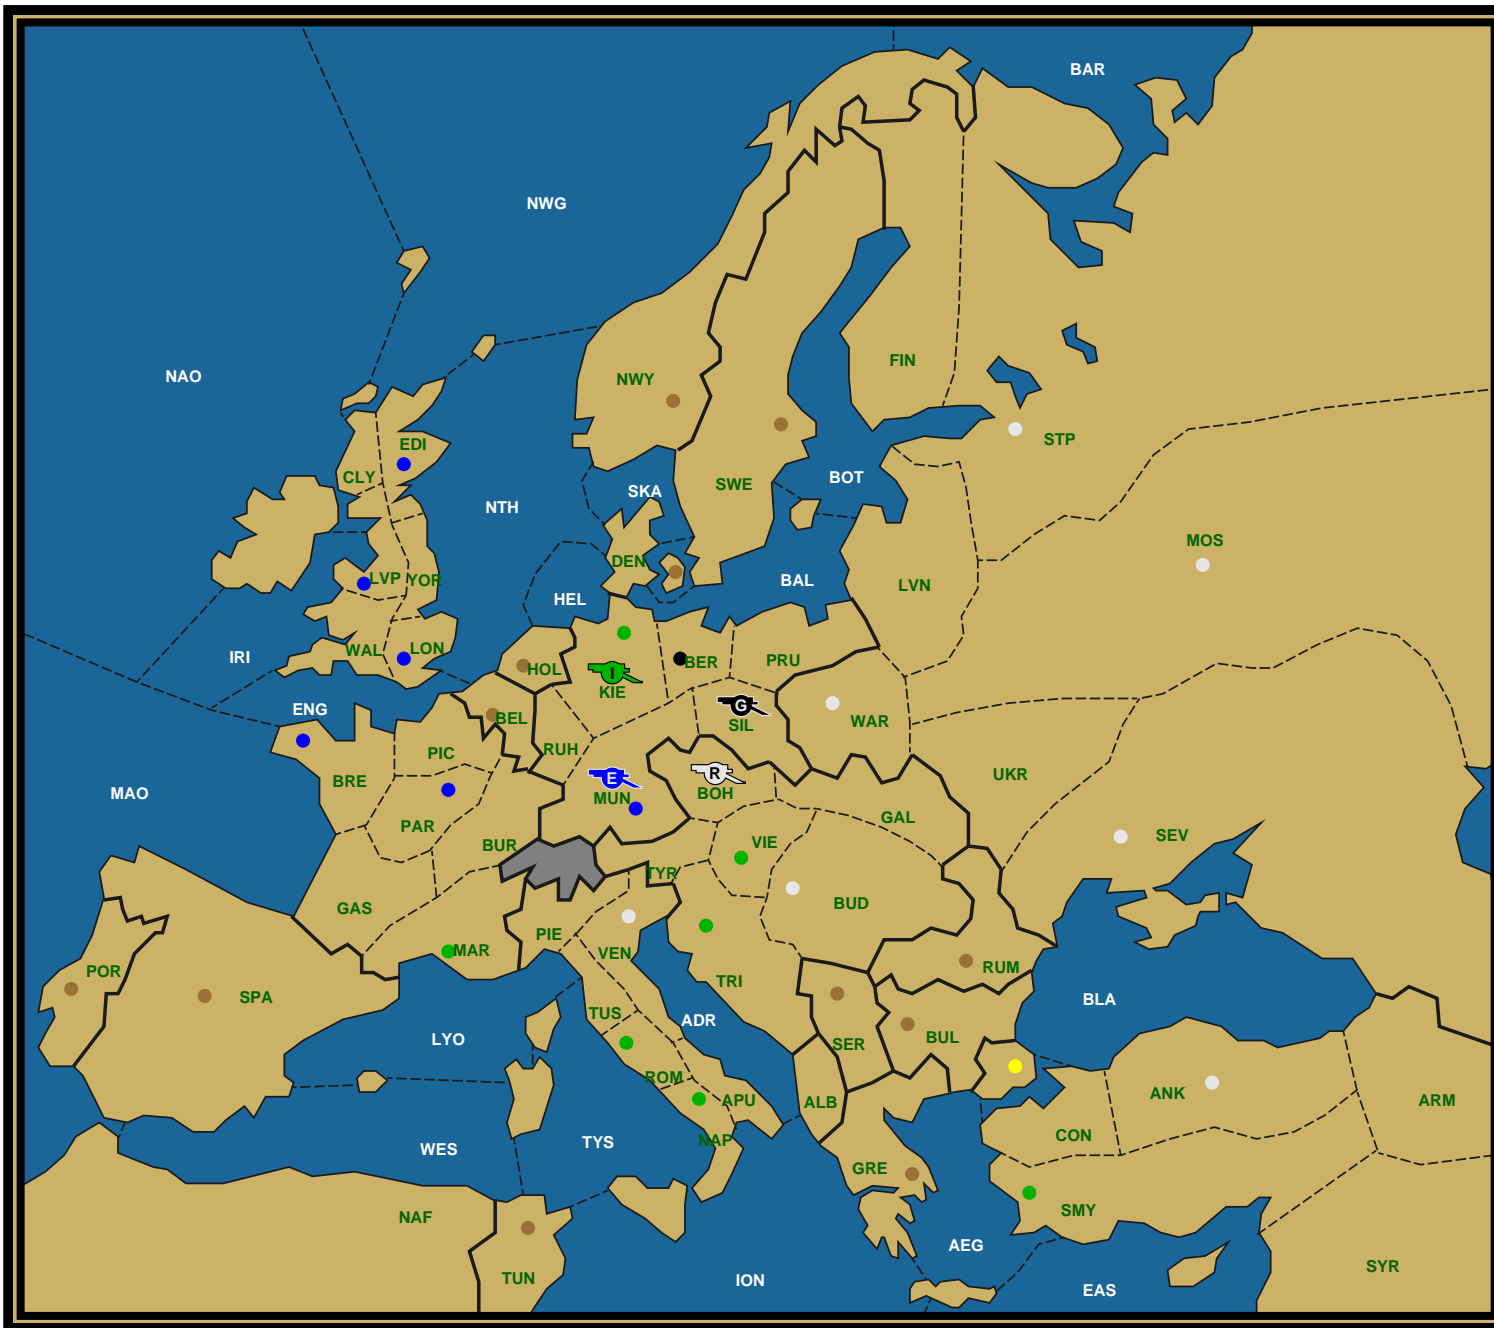 BAR
NWG
NAO
FIN
NWY
EDI
STP
CLY
SWE
BOT
SKA
NTH
MOS
DEN
LVP YOR
BAL
LVN
HEL
IRI
WAL
LON
HOL
BER
PRU
I
KIE
ENG
G
BEL
SIL
WAR
PIC
RUH
R
UKR
BRE
E
MAO
MUN
BOH
GAL
PAR
SEV
BUR
VIE
TYR
GAS
BUD
PIE
MAR
VEN
RUM
POR
SPA
TRI
BLA
TUS
ADR
LYO
BUL
SER
ROM
ANK
APU
ALB
ARM
CON
NAP
TYS
WES
GRE
SMY
NAF
AEG
SYR
TUN
ION
EAS